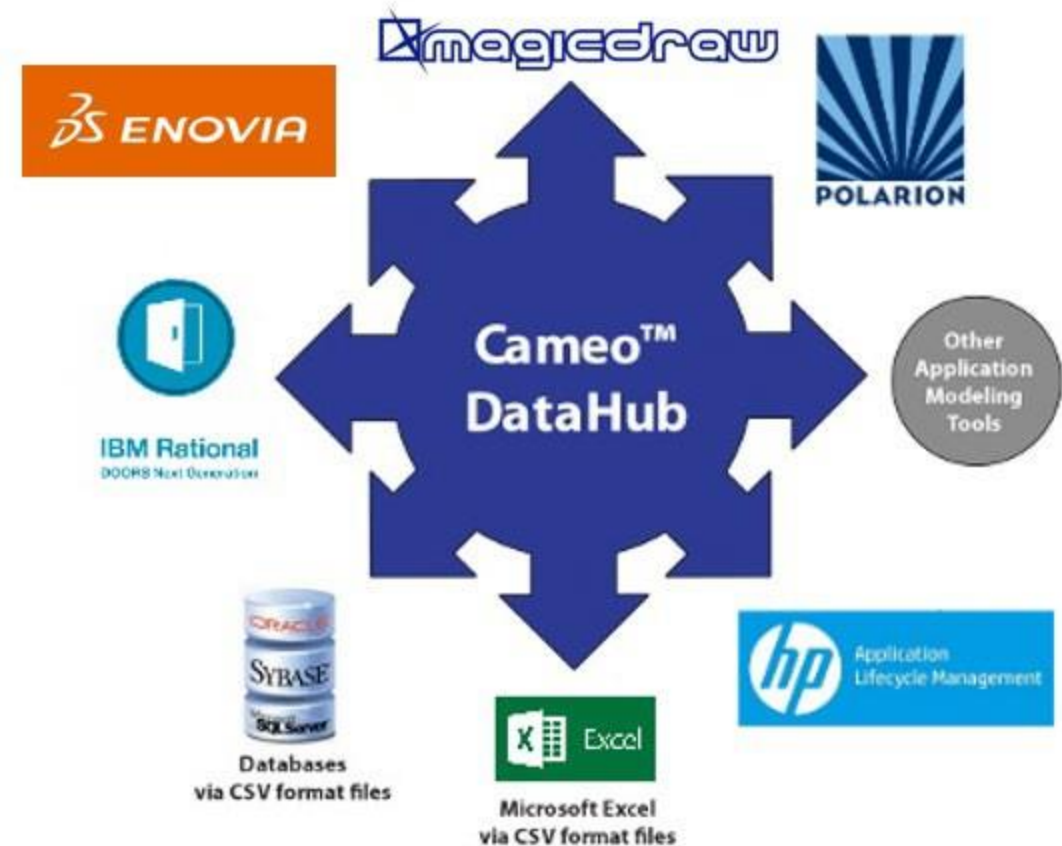 magicdraw
3DS ENOVIA
POLARION
Cameo™
DataHub
Other
Application
Modeling
Tools
IBM Rational
DOORS Next Generation
ORACLE
SYBASE
SQL Server
Databases
via CSV format files
X Excel
Microsoft Excel
via CSV format files
hp
Application
Lifecycle Management